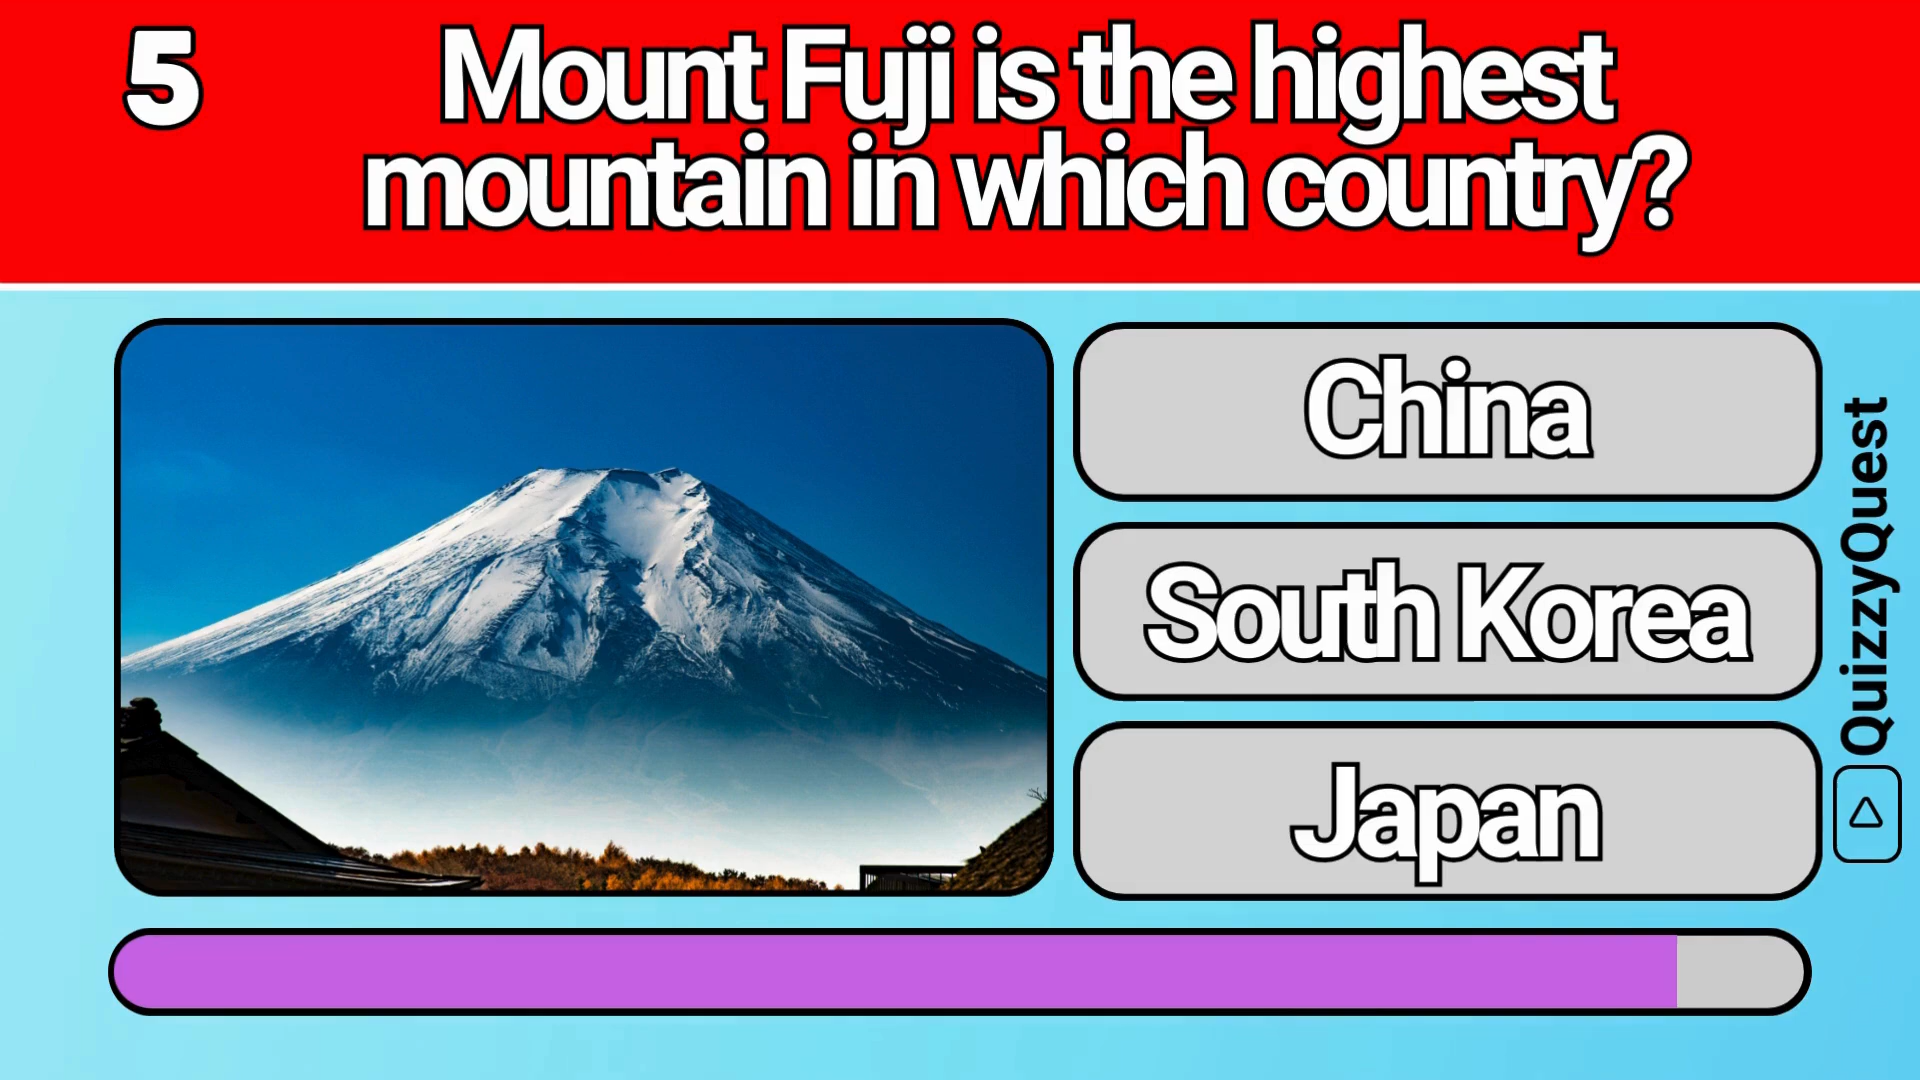 5
Mount Fuji is the highest
mountain in which country?
China
South Korea
Japan
QuizzyQuest